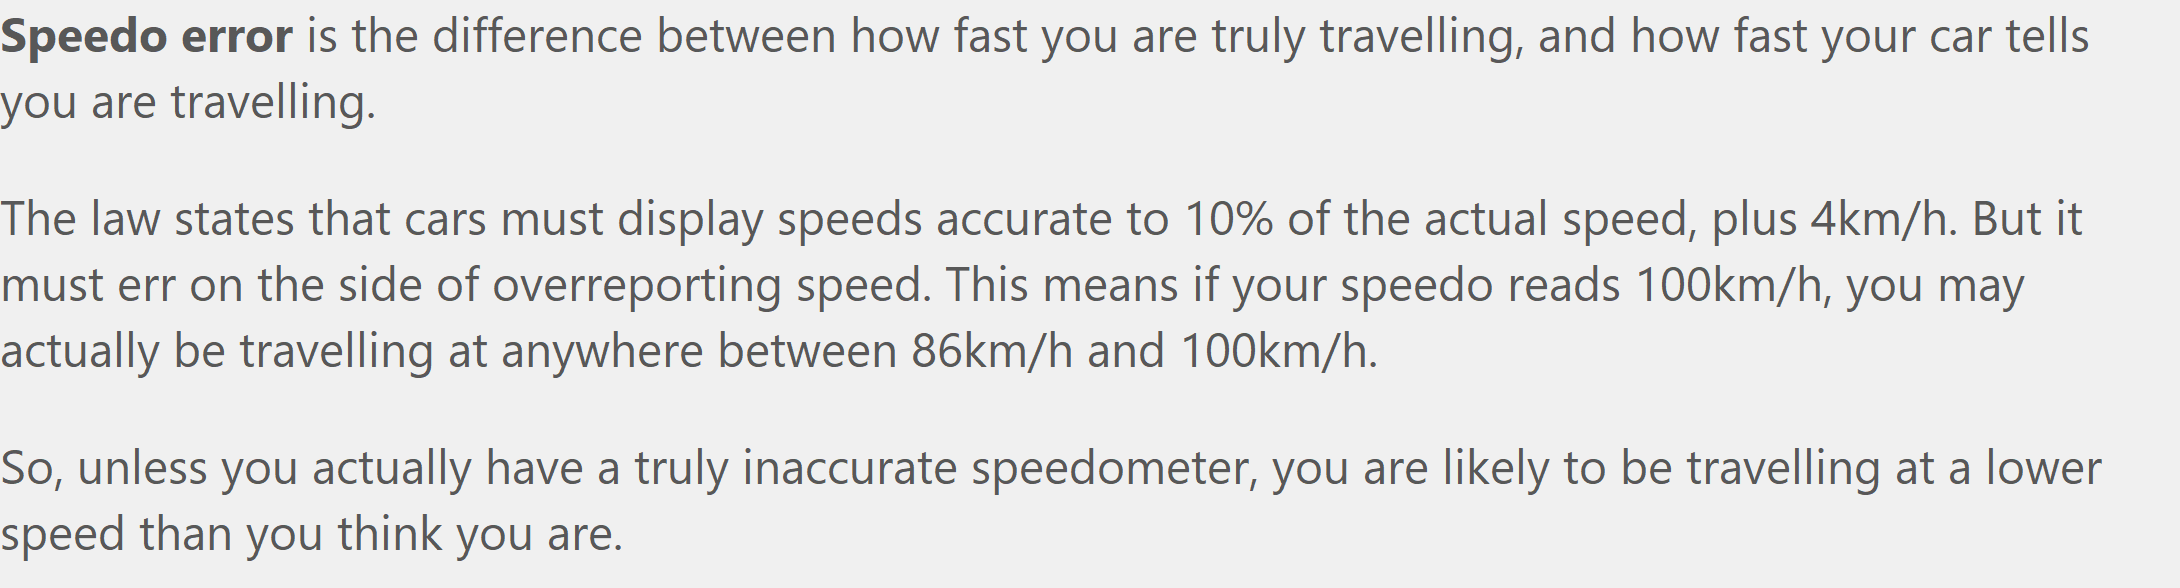 Speedo error is the difference between how fast you are truly travelling, and how fast your car tells
you are travelling.
The law states that cars must display speeds accurate to 10% of the actual speed, plus 4km/h. But it
must err on the side of overreporting speed. This means if your speedo reads 100km/h, you may
actually be travelling at anywhere between 86km/h and 100km/h.
So, unless you actually have a truly inaccurate speedometer, you are likely to be travelling at a lower
speed than you think you are.